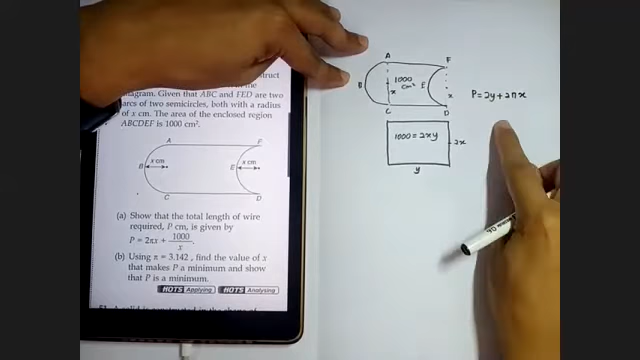 struct
diagram. Given that ABC and FED are two
arcs of two semicircles, both with a radius
of x cm. The area of the enclosed region
ABCDEF is 1000 cm².
A F
x cm x cm
B E
C D
(a) Show that the total length of wire
required, P cm, is given by
P = 2πx + 1000/x.
(b) Using π = 3.142, find the value of x
that makes P a minimum and show
that P is a minimum.
HOTS Applying HOTS Analysing
A F
B 1000 cm² E
x x
C D
P = 2y + 2πx
1000 = 2xy
2x
y